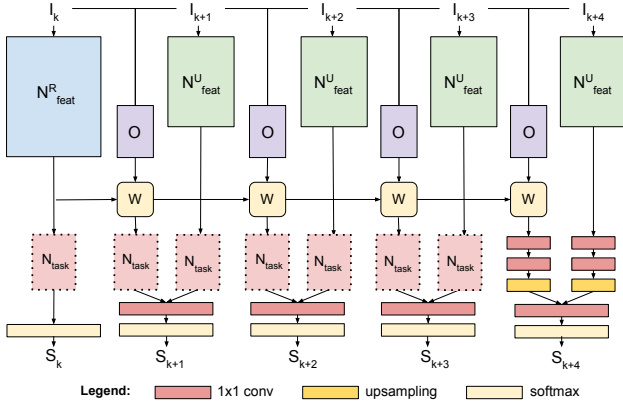 I_k I_k+1 I_k+2 I_k+3 I_k+4
N^R_feat O N^U_feat O N^U_feat O N^U_feat O N^U_feat
W W W W
N_task N_task N_task N_task N_task N_task N_task
S_k S_k+1 S_k+2 S_k+3 S_k+4
Legend: 1x1 conv upsampling softmax